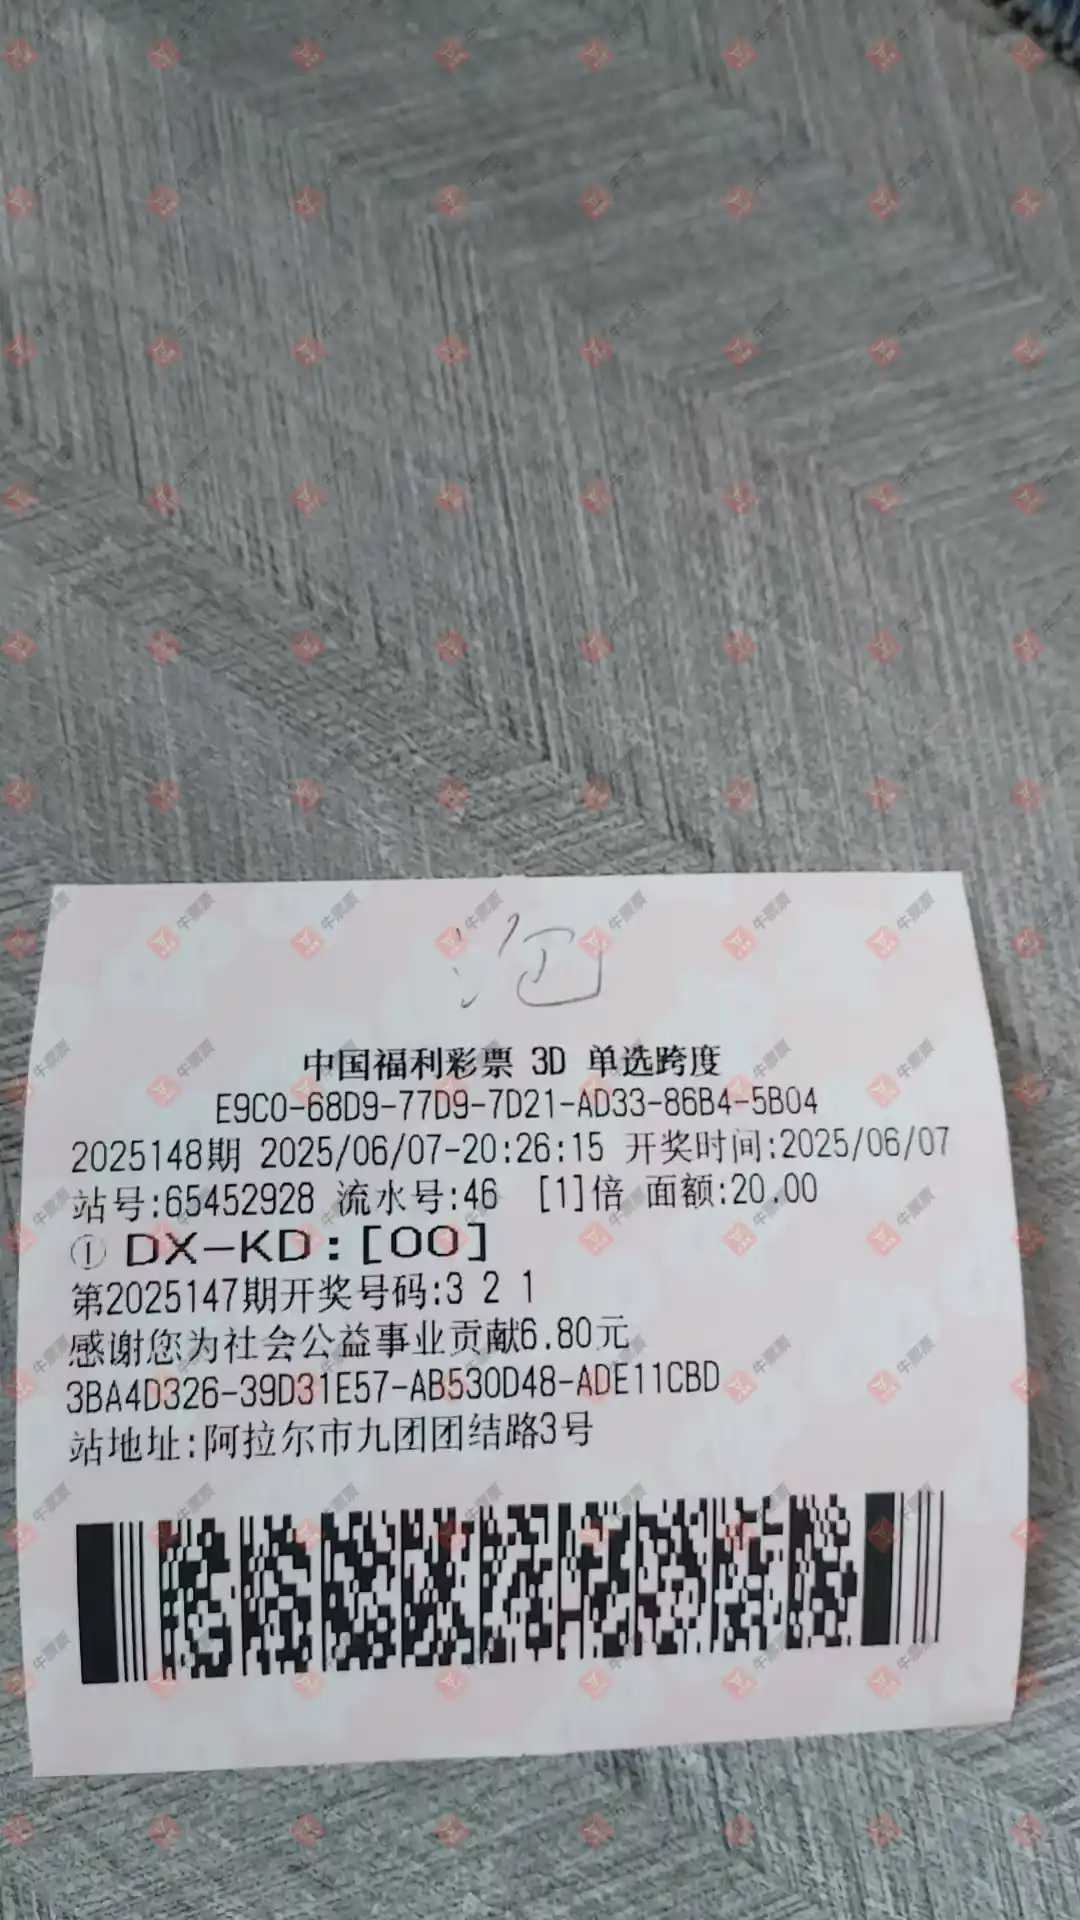 泡
中国福利彩票 3D 单选跨度
E9C0-68D9-77D9-7D21-AD33-86B4-5B04
2025148期 2025/06/07-20:26:15 开奖时间:2025/06/07
站号:65452928 流水号:46 [1]倍 面额:20.00
① DX-KD:[00]
第2025147期开奖号码:3 2 1
感谢您为社会公益事业贡献6.80元
3BA4D326-39D31E57-AB530D48-ADE11CBD
站地址:阿拉尔市九团团结路3号
牛票票